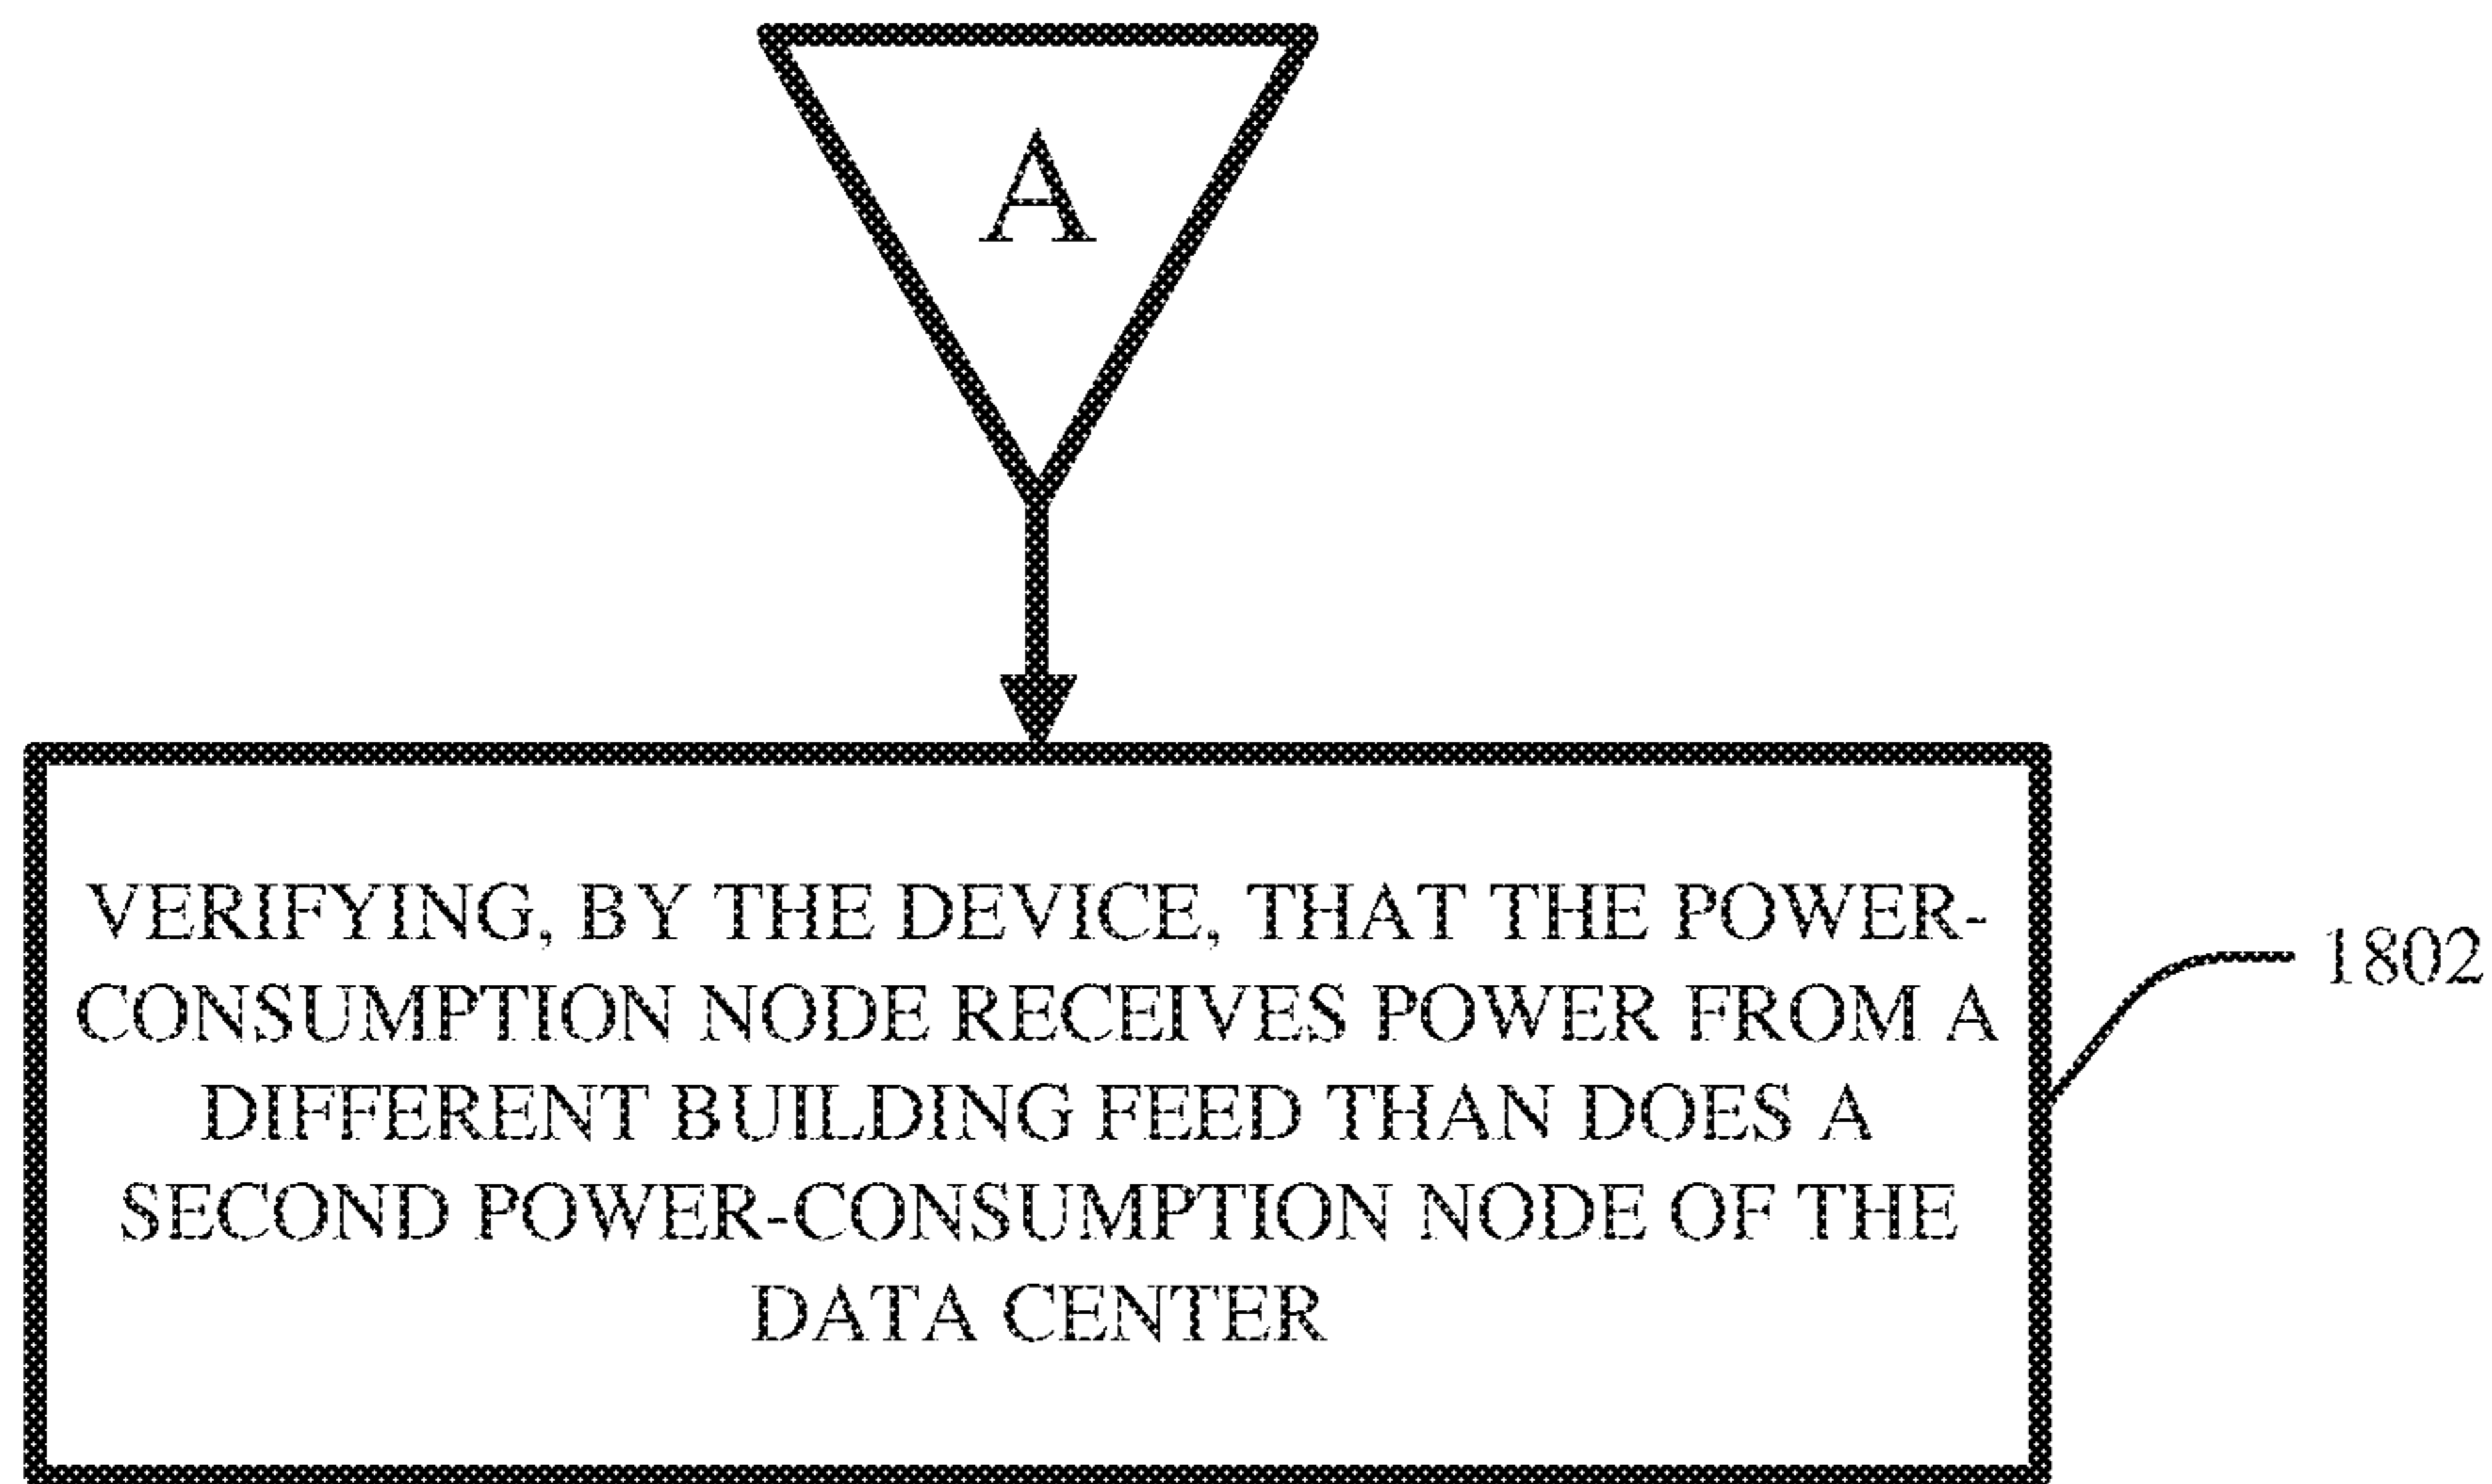 A
VERIFYING, BY THE DEVICE, THAT THE POWER-
CONSUMPTION NODE RECEIVES POWER FROM A
DIFFERENT BUILDING FEED THAN DOES A
SECOND POWER-CONSUMPTION NODE OF THE
DATA CENTER
1802